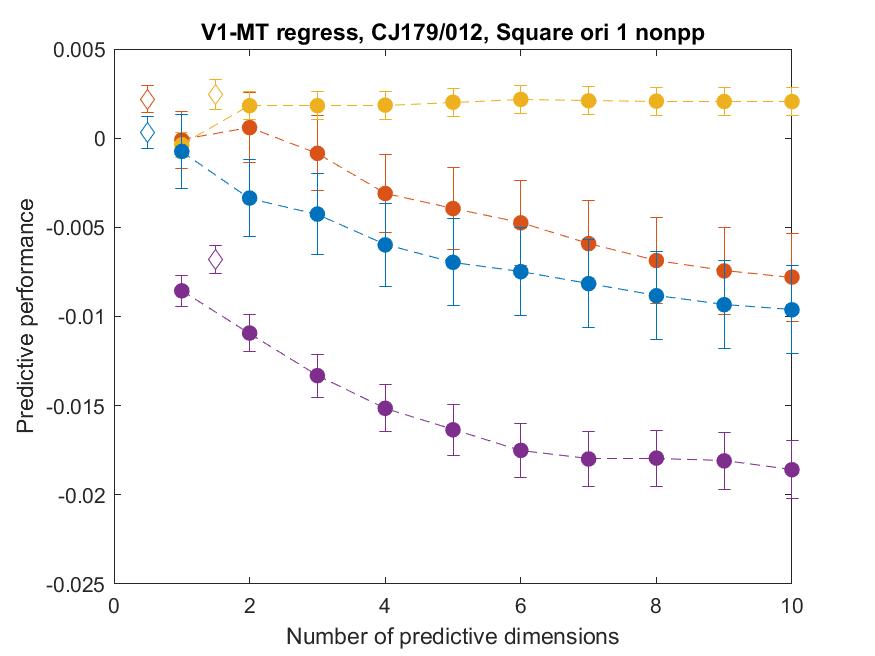 V1-MT regress, CJ179/012, Square ori 1 nonpp
Predictive performance
0.005
0
-0.005
-0.01
-0.015
-0.02
-0.025
0 2 4 6 8 10
Number of predictive dimensions